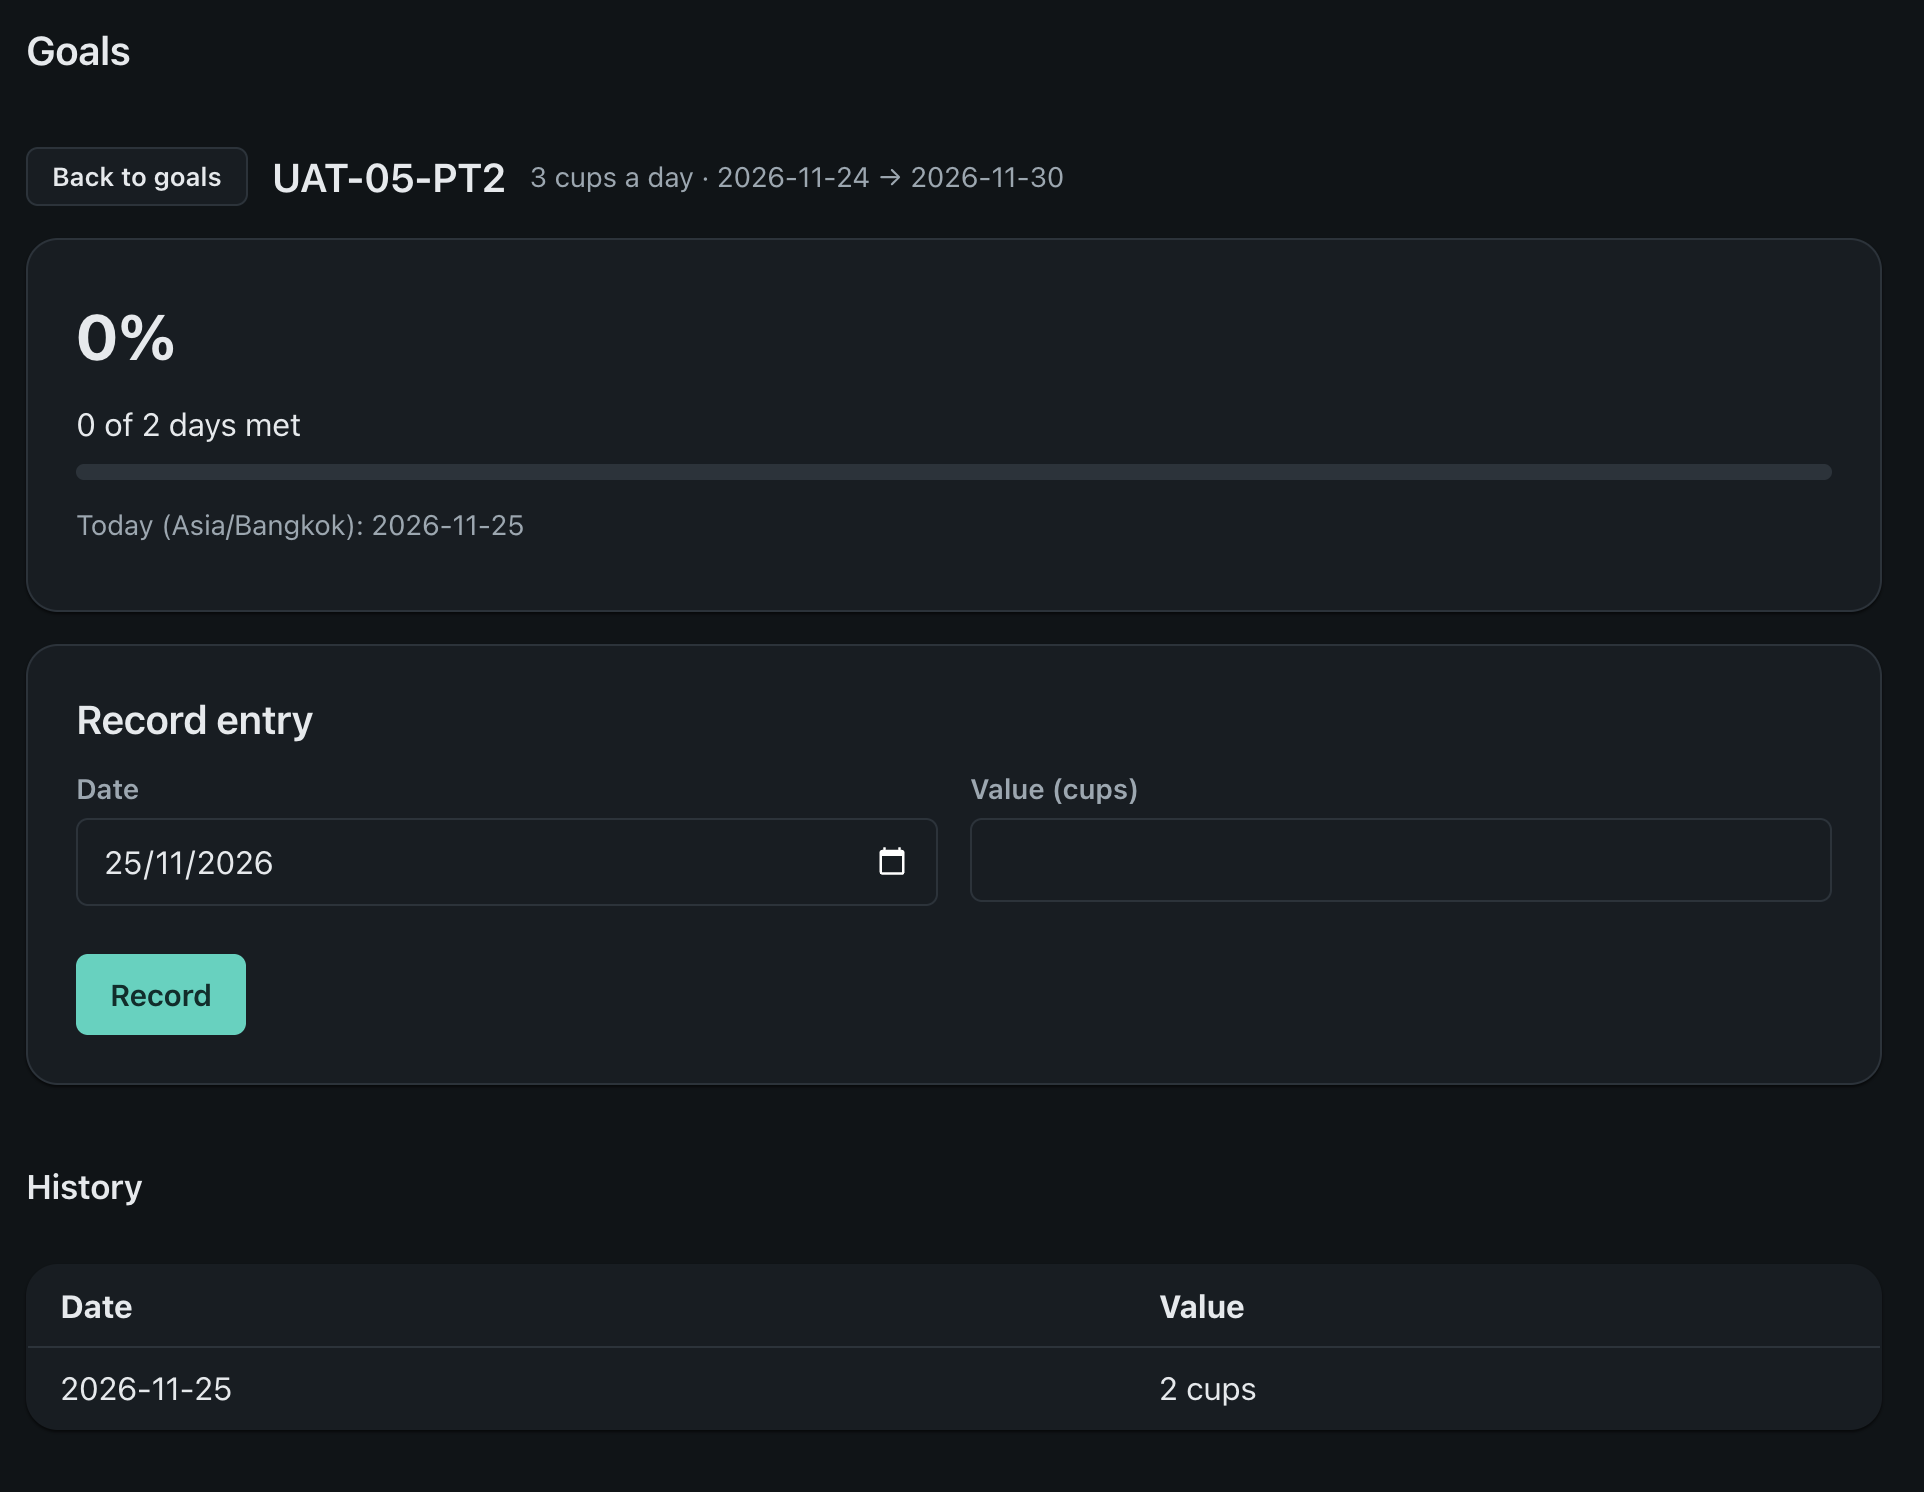 Goals
Back to goals UAT-05-PT2 3 cups a day · 2026-11-24 → 2026-11-30
0%
0 of 2 days met
Today (Asia/Bangkok): 2026-11-25
Record entry
Date Value (cups)
25/11/2026
Record
History
Date Value
2026-11-25 2 cups